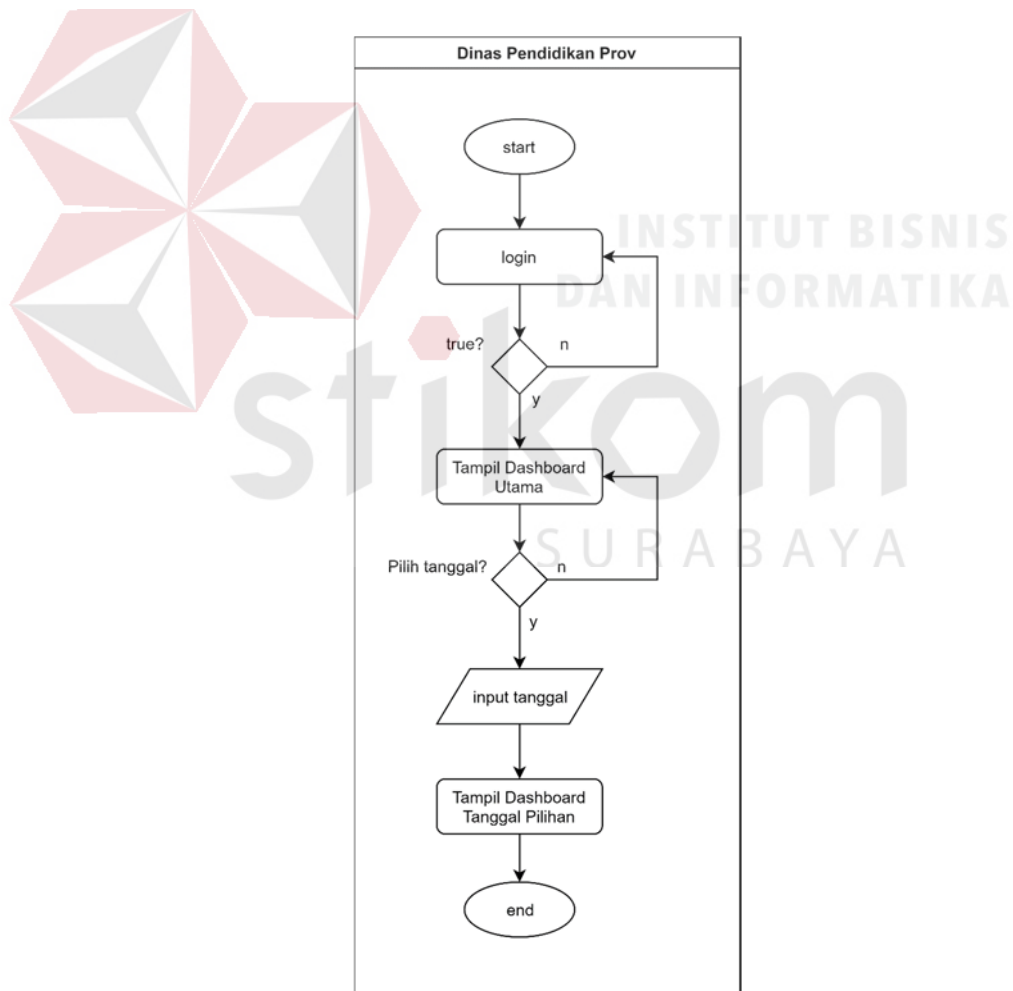 Dinas Pendidikan Prov
start
INSTITUT BISNIS
DAN INFORMATIKA
login
true?
n
stikom
y
Tampil Dashboard
Utama
SURABAYA
Pilih tanggal?
n
y
input tanggal
Tampil Dashboard
Tanggal Pilihan
end